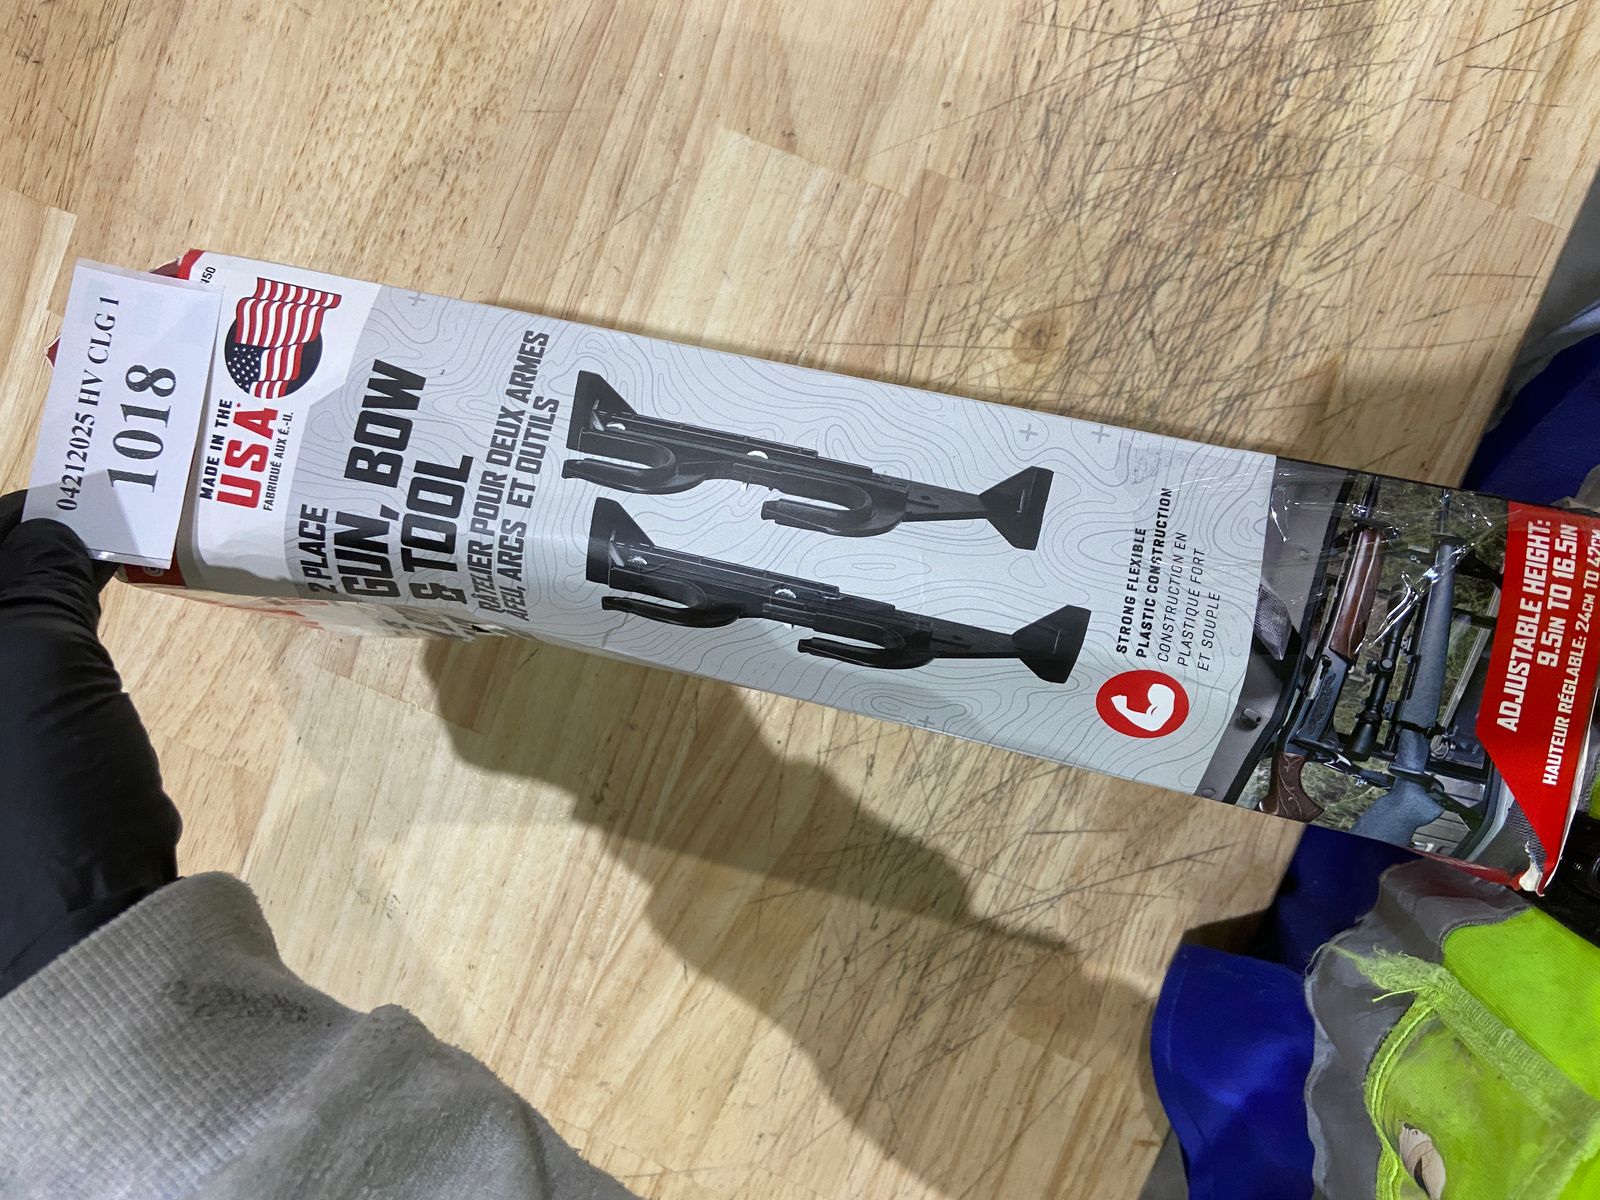 04212025 HV CLG 1
1018
MADE IN THE
USA
FABRIQUÉ AUX É.-U.
2 PLACE
GUN, BOW
& TOOL
RÂTELIER POUR DEUX ARMES
À FEU, ARCS ET OUTILS
STRONG FLEXIBLE
PLASTIC CONSTRUCTION
CONSTRUCTION EN
PLASTIQUE FORT
ET SOUPLE
ADJUSTABLE HEIGHT:
9.5IN TO 16.5IN
HAUTEUR RÉGLABLE: 24CM TO 42CM